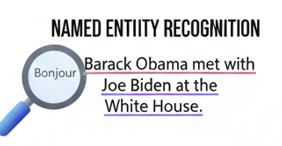 NAMED ENTIITY RECOGNITION
Bonjour
Barack Obama met with
Joe Biden at the
White House.